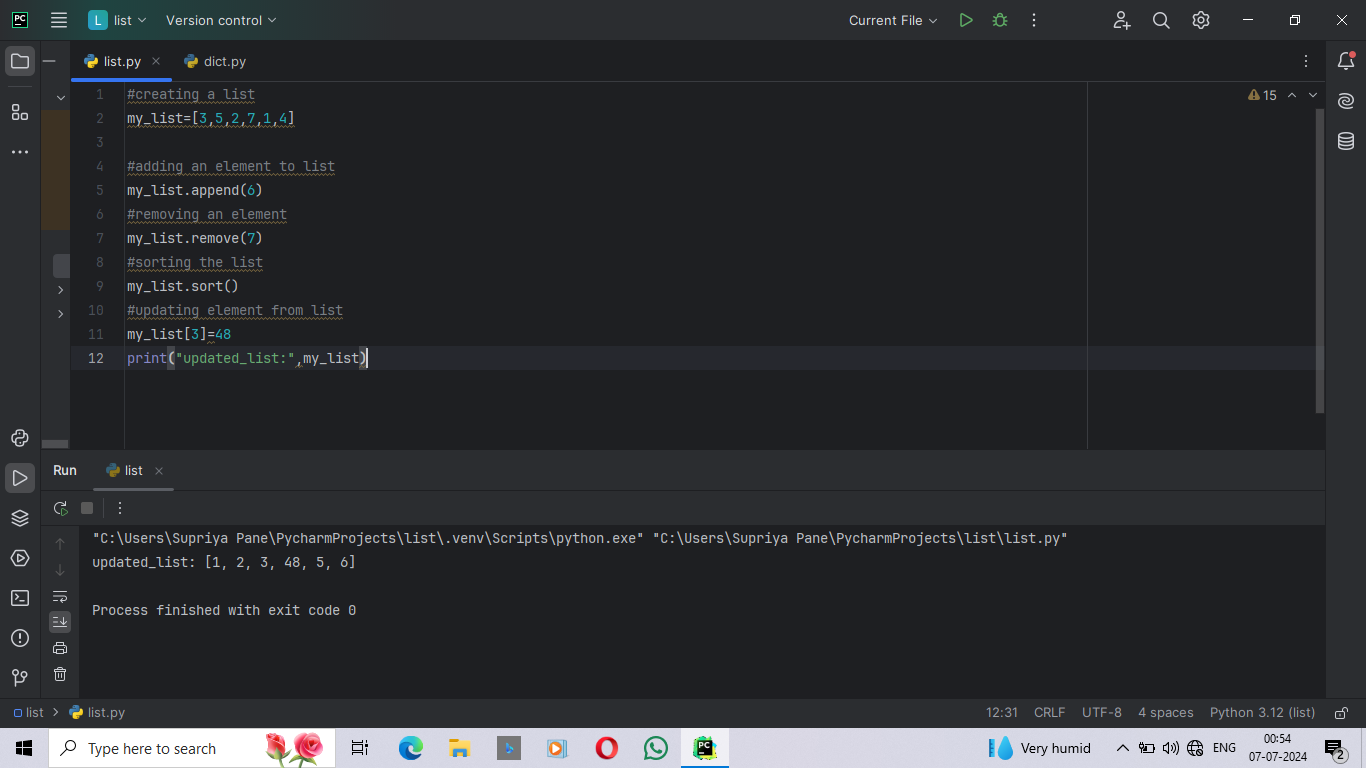 PC L list Version control Current File
list.py dict.py
1 #creating a list 15
2 my_list=[3,5,2,7,1,4]
3
4 #adding an element to list
5 my_list.append(6)
6 #removing an element
7 my_list.remove(7)
8 #sorting the list
9 my_list.sort()
10 #updating element from list
11 my_list[3]=48
12 print("updated_list:",my_list)
Run list
"C:\Users\Supriya Pane\PycharmProjects\list\.venv\Scripts\python.exe" "C:\Users\Supriya Pane\PycharmProjects\list\list.py"
updated_list: [1, 2, 3, 48, 5, 6]
Process finished with exit code 0
list list.py 12:31 CRLF UTF-8 4 spaces Python 3.12 (list)
Type here to search PC Very humid ENG 00:54
07-07-2024 2